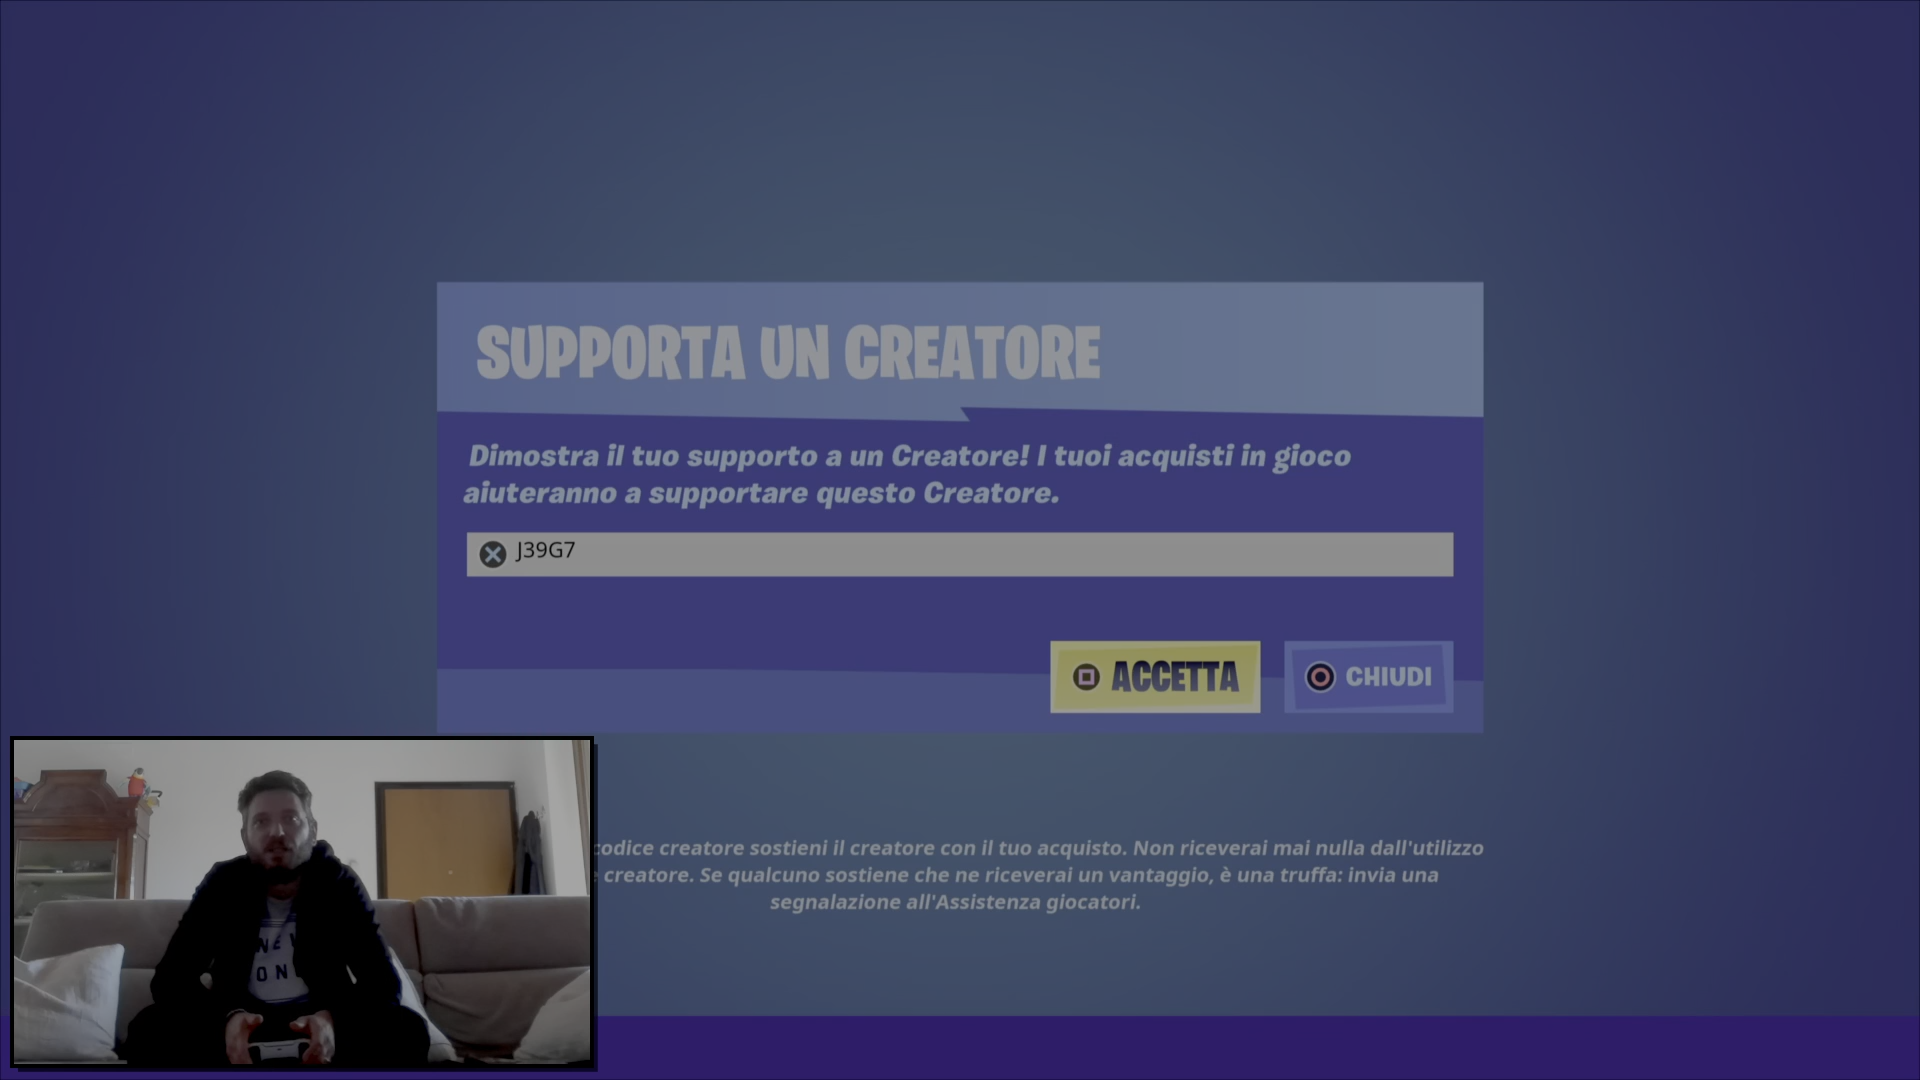 SUPPORTA UN CREATORE
Dimostra il tuo supporto a un Creatore! I tuoi acquisti in gioco
aiuteranno a supportare questo Creatore.
J39G7
ACCETTA
CHIUDI
codice creatore sostieni il creatore con il tuo acquisto. Non riceverai mai nulla dall'utilizzo
creatore. Se qualcuno sostiene che ne riceverai un vantaggio, è una truffa: invia una
segnalazione all'Assistenza giocatori.